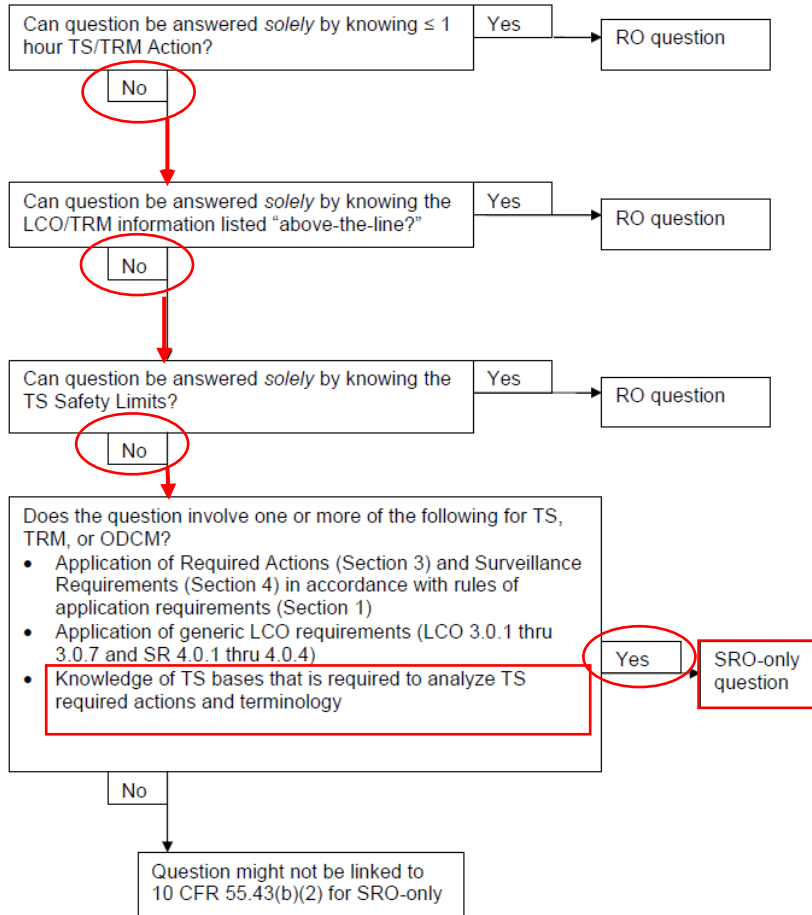 Can question be answered solely by knowing ≤ 1
hour TS/TRM Action?
Yes
RO question
No
Can question be answered solely by knowing the
LCO/TRM information listed “above-the-line?”
Yes
RO question
No
Can question be answered solely by knowing the
TS Safety Limits?
Yes
RO question
No
Does the question involve one or more of the following for TS,
TRM, or ODCM?
• Application of Required Actions (Section 3) and Surveillance
Requirements (Section 4) in accordance with rules of
application requirements (Section 1)
• Application of generic LCO requirements (LCO 3.0.1 thru
3.0.7 and SR 4.0.1 thru 4.0.4)
• Knowledge of TS bases that is required to analyze TS
required actions and terminology
Yes
SRO-only
question
No
Question might not be linked to
10 CFR 55.43(b)(2) for SRO-only